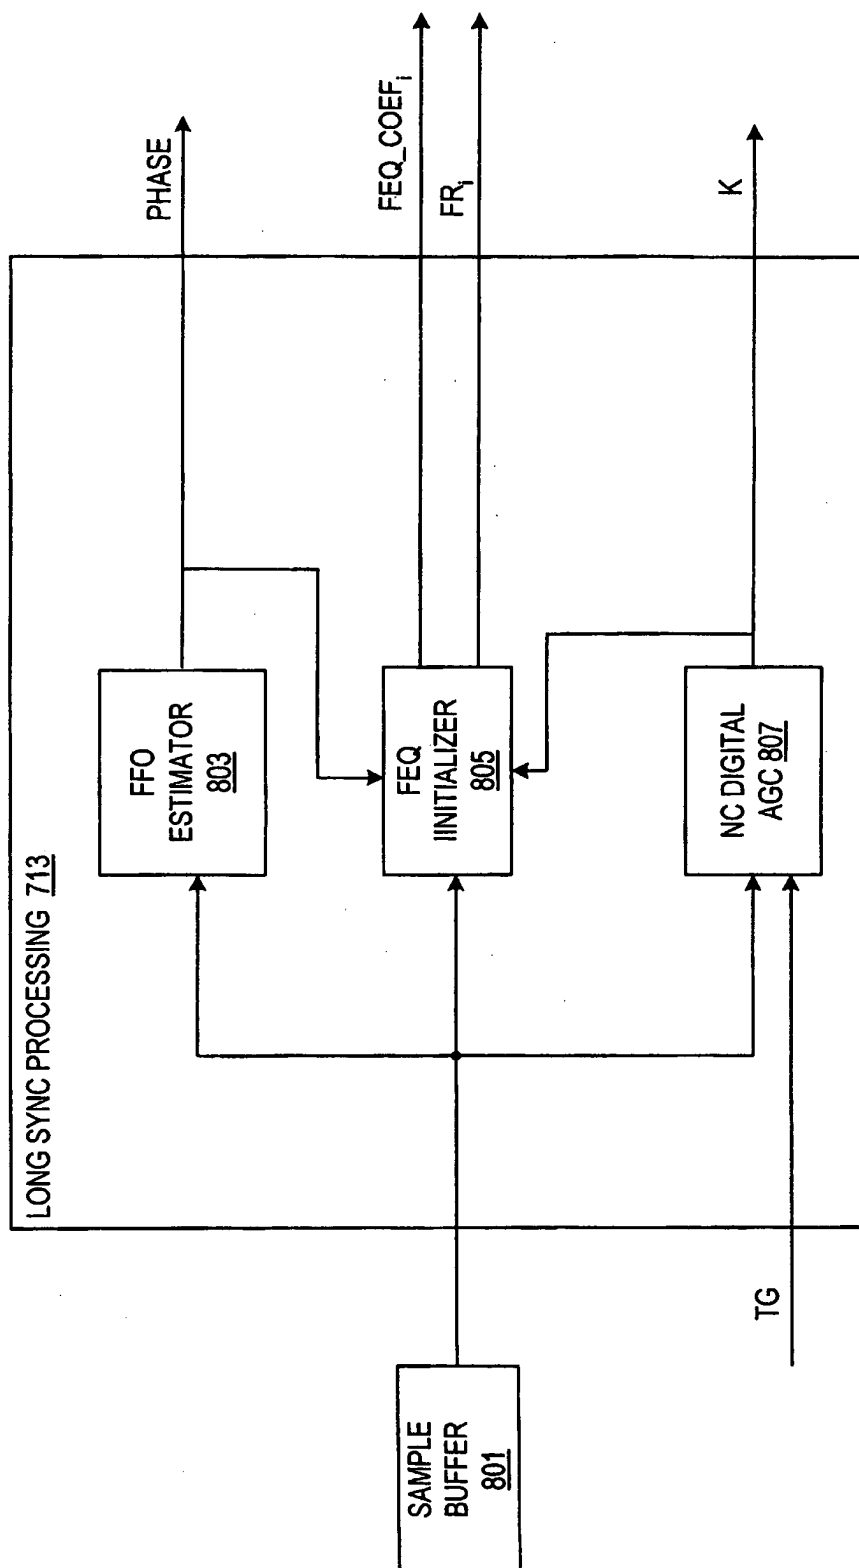 LONG SYNC PROCESSING 713
SAMPLE
BUFFER
801
TG
FFO
ESTIMATOR
803
FEQ
IINITIALIZER
805
NC DIGITAL
AGC 807
PHASE
FEQ_COEFi
FRi
K